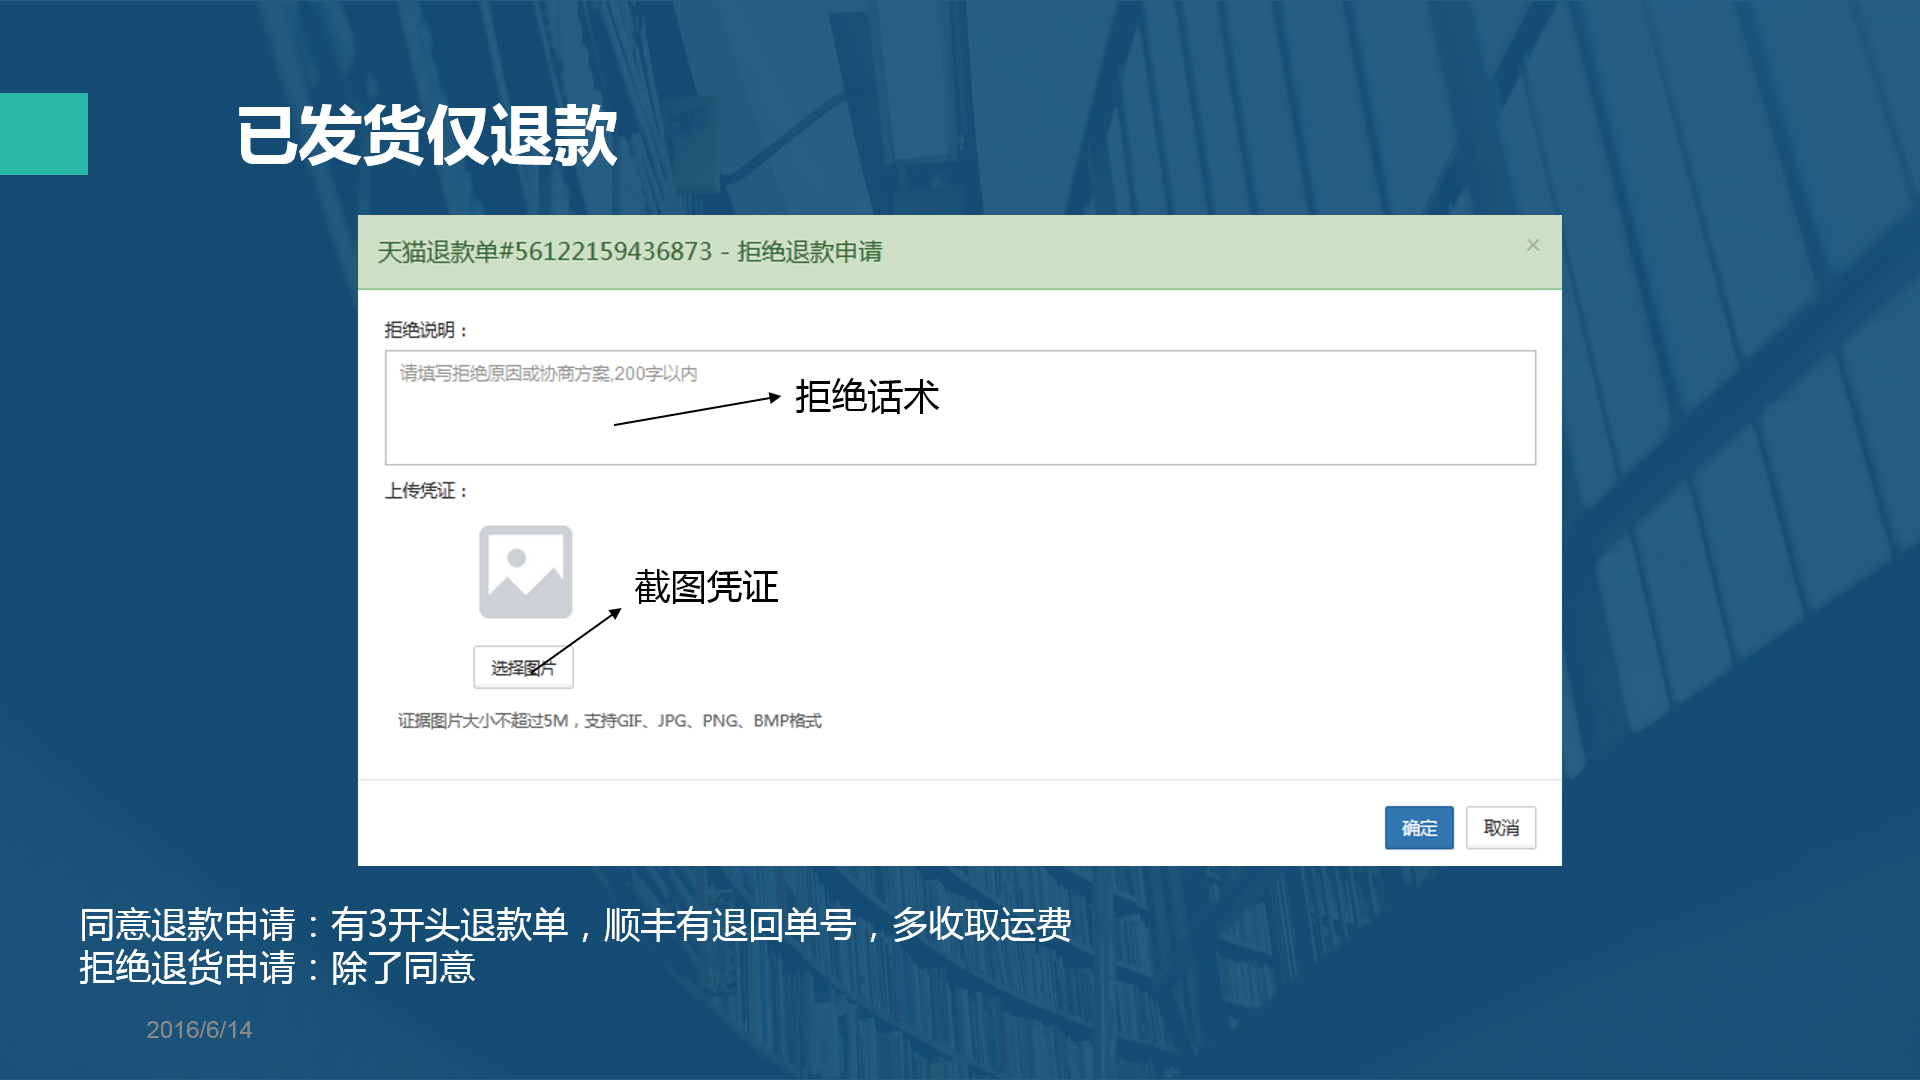 已发货仅退款
天猫退款单#56122159436873 - 拒绝退款申请
×
拒绝说明：
请填写拒绝原因或协商方案,200字以内
拒绝话术
上传凭证：
截图凭证
选择图片
证据图片大小不超过5M，支持GIF、JPG、PNG、BMP格式
确定 取消
同意退款申请：有3开头退款单，顺丰有退回单号，多收取运费
拒绝退货申请：除了同意
2016/6/14